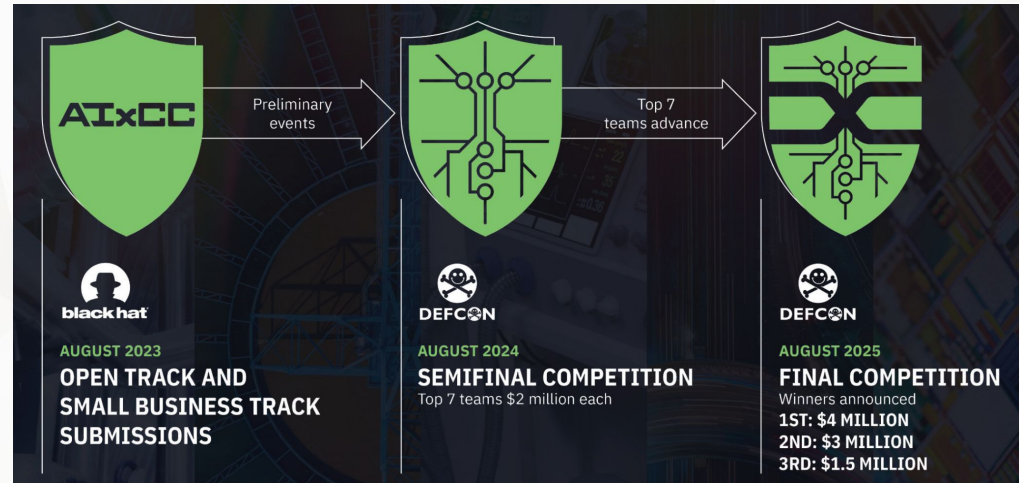 AIxCC
Preliminary
events
Top 7
teams advance
black hat
AUGUST 2023
OPEN TRACK AND
SMALL BUSINESS TRACK
SUBMISSIONS
DEFCON
AUGUST 2024
SEMIFINAL COMPETITION
Top 7 teams $2 million each
DEFCON
AUGUST 2025
FINAL COMPETITION
Winners announced
1ST: $4 MILLION
2ND: $3 MILLION
3RD: $1.5 MILLION